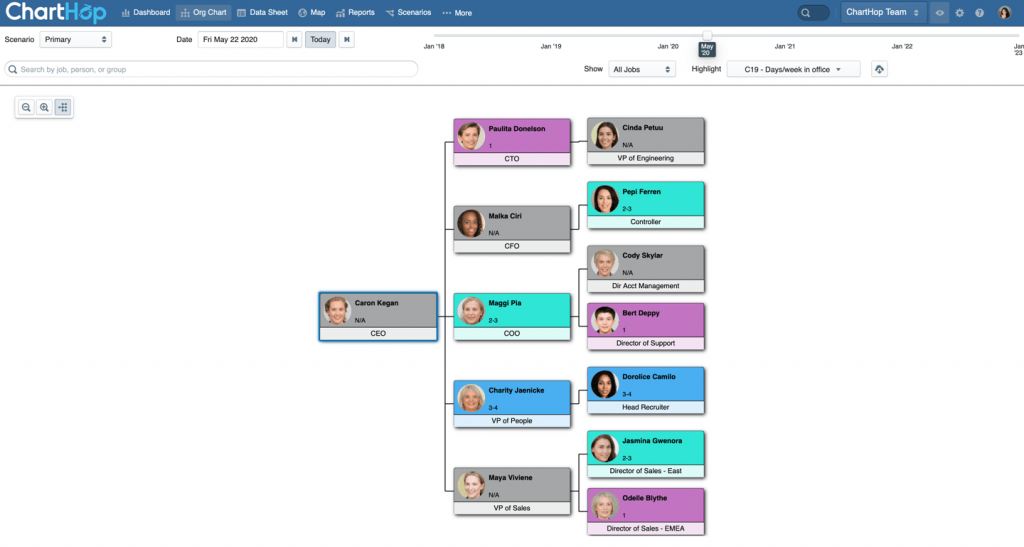 ChartHop
Dashboard Org Chart Data Sheet Map Reports Scenarios ··· More
ChartHop Team
Scenario Primary Date Fri May 22 2020 Today
Jan '18 Jan '19 Jan '20 May '20 Jan '21 Jan '22 Jan '23
Search by job, person, or group
Show All Jobs Highlight C19 - Days/week in office
Caron Kegan
N/A
CEO
Paulita Donelson
1
CTO
Cinda Petuu
N/A
VP of Engineering
Malka Ciri
N/A
CFO
Pepi Ferren
2-3
Controller
Maggi Pia
2-3
COO
Cody Skylar
N/A
Dir Acct Management
Bert Deppy
1
Director of Support
Charity Jaenicke
3-4
VP of People
Dorolice Camilo
3-4
Head Recruiter
Maya Viviene
N/A
VP of Sales
Jasmina Gwenora
2-3
Director of Sales - East
Odelle Blythe
1
Director of Sales - EMEA